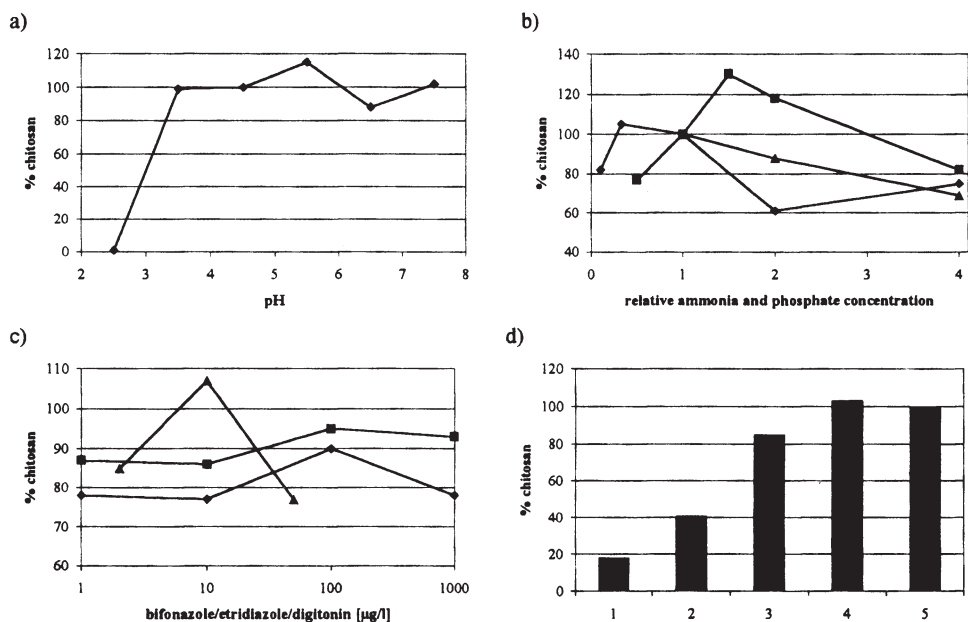 a)
120
100
80
60
40
20
0
% chitosan
2 3 4 5 6 7 8
pH
b)
140
120
100
80
60
40
% chitosan
0 1 2 3 4
relative ammonia and phosphate concentration
c)
110
100
90
80
70
60
% chitosan
1 10 100 1000
bifonazole/etridiazole/digitonin [µg/l]
d)
120
100
80
60
40
20
0
% chitosan
1 2 3 4 5